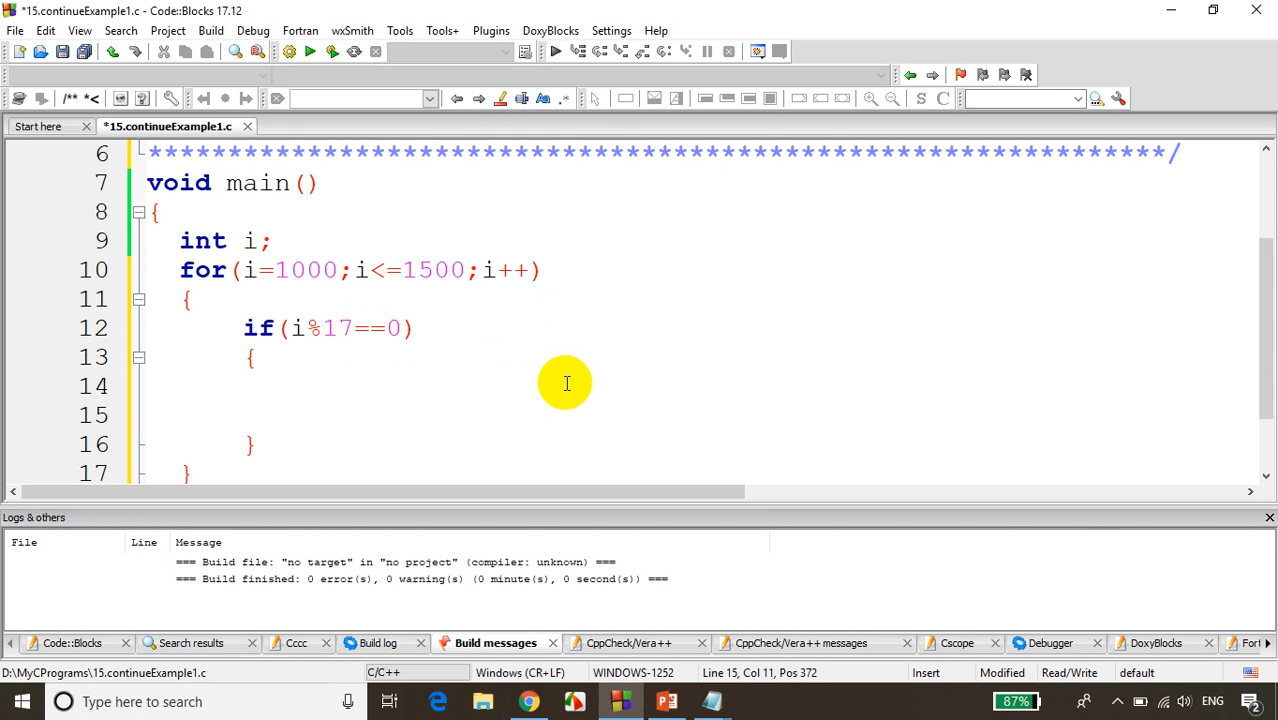 *15.continueExample1.c - Code::Blocks 17.12
File Edit View Search Project Build Debug Fortran wxSmith Tools Tools+ Plugins DoxyBlocks Settings Help
/** *<
S C
Start here *15.continueExample1.c
6 ****************************************************************/
7 void main()
8 {
9 int i;
10 for(i=1000;i<=1500;i++)
11 {
12 if(i%17==0)
13 {
14
15
16 }
17 }
Logs & others
File Line Message
=== Build file: "no target" in "no project" (compiler: unknown) ===
=== Build finished: 0 error(s), 0 warning(s) (0 minute(s), 0 second(s)) ===
Code::Blocks Search results Cccc Build log Build messages CppCheck/Vera++ CppCheck/Vera++ messages Cscope Debugger DoxyBlocks Fort
D:\MyCPrograms\15.continueExample1.c C/C++ Windows (CR+LF) WINDOWS-1252 Line 15, Col 11, Pos 372 Insert Modified Read/Write default
Type here to search 87% ENG 2